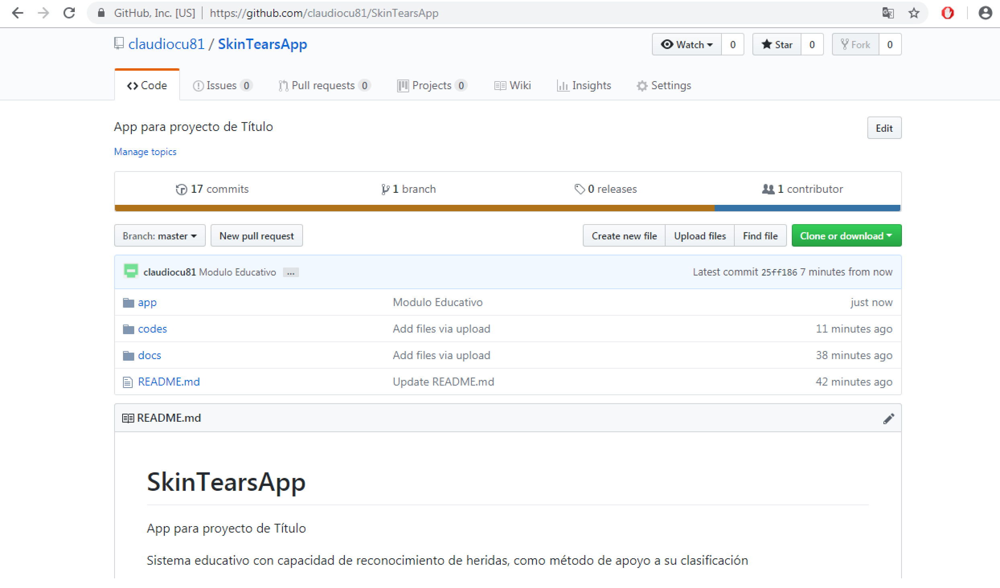 GitHub, Inc. [US] | https://github.com/claudiocu81/SkinTearsApp
claudiocu81 / SkinTearsApp
Watch 0 Star 0 Fork 0
Code Issues 0 Pull requests 0 Projects 0 Wiki Insights Settings
App para proyecto de Título Edit
Manage topics
17 commits 1 branch 0 releases 1 contributor
Branch: master New pull request Create new file Upload files Find file Clone or download
claudiocu81 Modulo Educativo ... Latest commit 25ff186 7 minutes from now
app Modulo Educativo just now
codes Add files via upload 11 minutes ago
docs Add files via upload 38 minutes ago
README.md Update README.md 42 minutes ago
README.md
SkinTearsApp
App para proyecto de Título
Sistema educativo con capacidad de reconocimiento de heridas, como método de apoyo a su clasificación